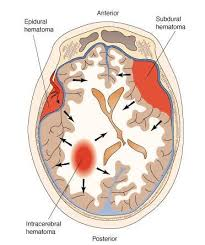 Anterior
Epidural
hematoma
Subdural
hematoma
Intracerebral
hematoma
Posterior